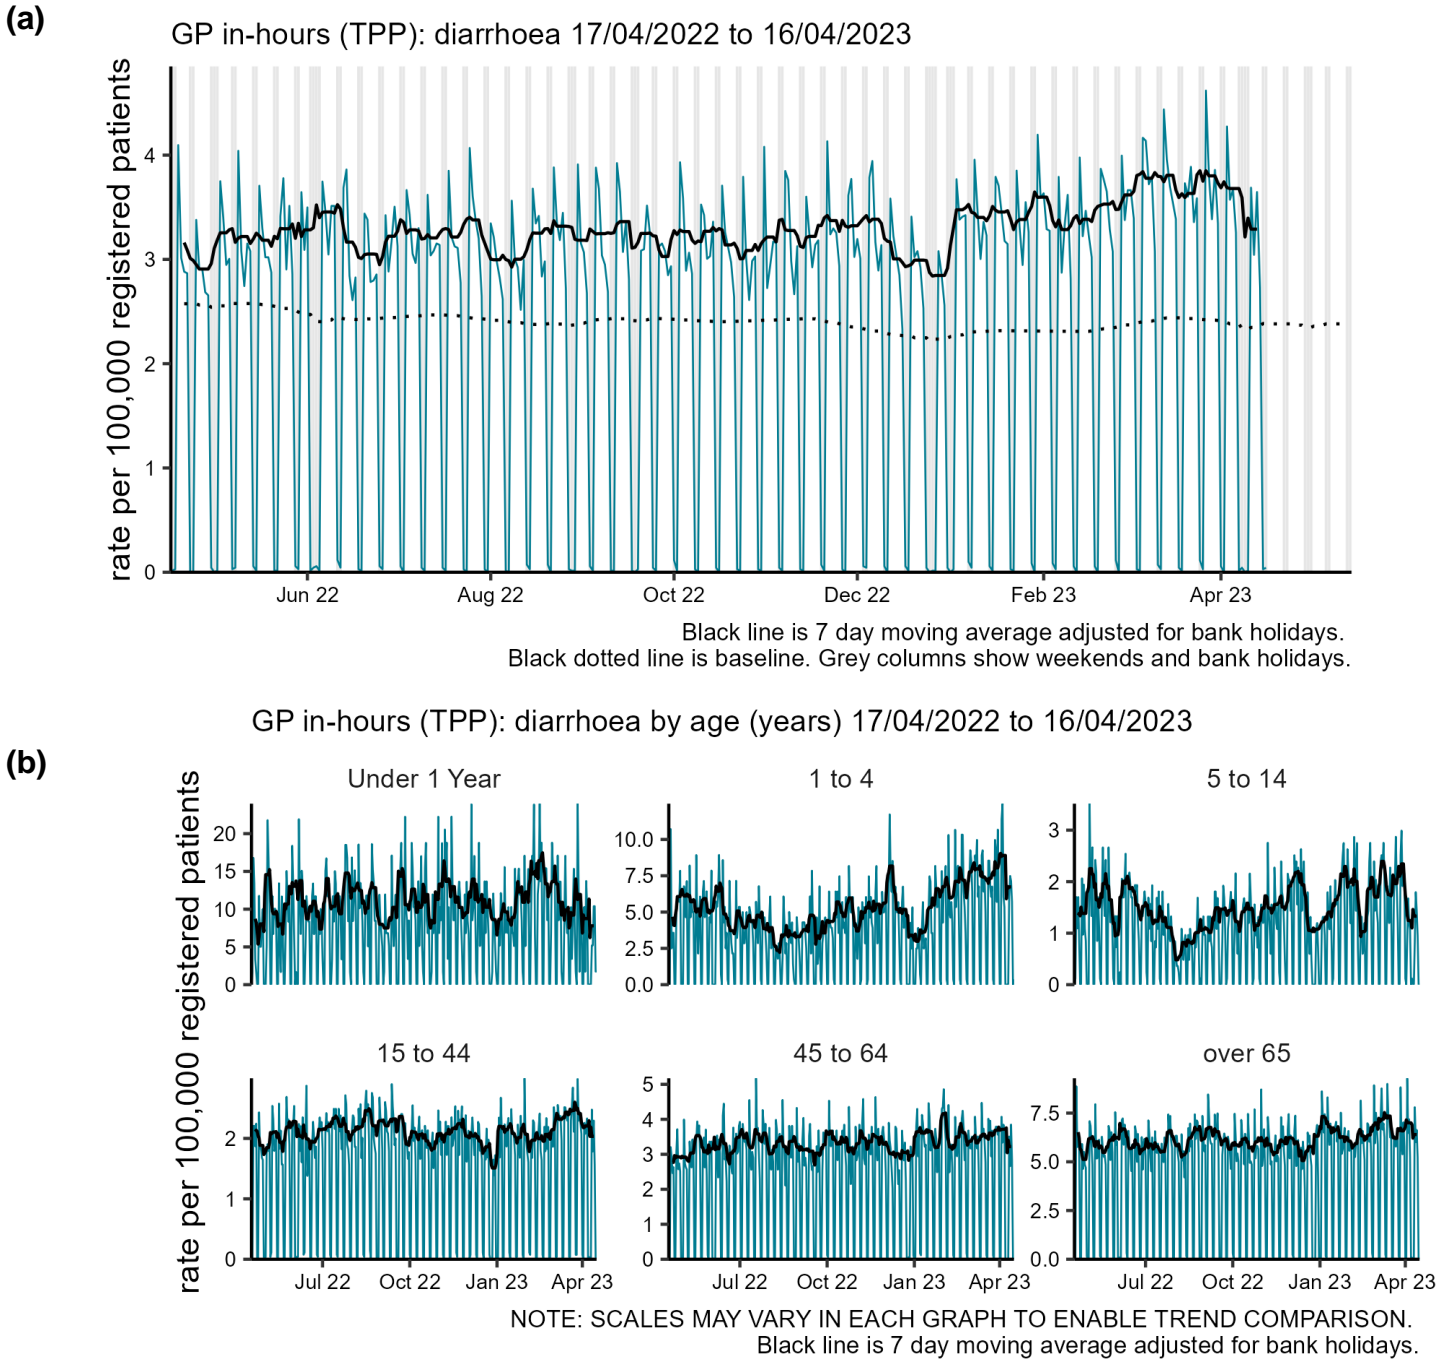 (a)
GP in-hours (TPP): diarrhoea 17/04/2022 to 16/04/2023
rate per 100,000 registered patients
4
3
2
1
0
Jun 22 Aug 22 Oct 22 Dec 22 Feb 23 Apr 23
Black line is 7 day moving average adjusted for bank holidays.
Black dotted line is baseline. Grey columns show weekends and bank holidays.
GP in-hours (TPP): diarrhoea by age (years) 17/04/2022 to 16/04/2023
(b)
rate per 100,000 registered patients
Under 1 Year
20
15
10
5
0
1 to 4
10.0
7.5
5.0
2.5
0.0
5 to 14
3
2
1
0
15 to 44
2
1
0
Jul 22 Oct 22 Jan 23 Apr 23
45 to 64
5
4
3
2
1
0
Jul 22 Oct 22 Jan 23 Apr 23
over 65
7.5
5.0
2.5
0.0
Jul 22 Oct 22 Jan 23 Apr 23
NOTE: SCALES MAY VARY IN EACH GRAPH TO ENABLE TREND COMPARISON.
Black line is 7 day moving average adjusted for bank holidays.